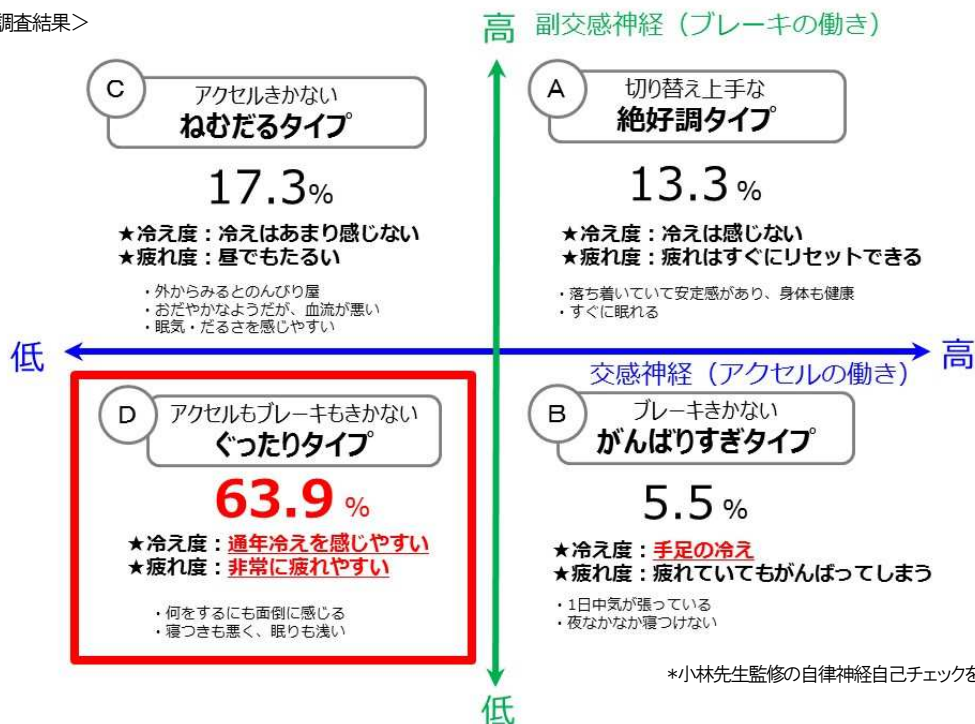 調査結果＞
高 副交感神経（ブレーキの働き）
C
アクセルきかない
ねむだるタイプ
17.3%
★冷え度：冷えはあまり感じない
★疲れ度：昼でもたるい
・外からみるとのんびり屋
・おだやかなようだが、血流が悪い
・眠気・だるさを感じやすい
A
切り替え上手な
絶好調タイプ
13.3 %
★冷え度：冷えは感じない
★疲れ度：疲れはすぐにリセットできる
・落ち着いていて安定感があり、身体も健康
・すぐに眠れる
低
高
交感神経（アクセルの働き）
D
アクセルもブレーキもきかない
ぐったりタイプ
63.9 %
★冷え度：通年冷えを感じやすい
★疲れ度：非常に疲れやすい
・何をするにも面倒に感じる
・寝つきも悪く、眠りも浅い
B
ブレーキきかない
がんばりすぎタイプ
5.5 %
★冷え度：手足の冷え
★疲れ度：疲れていてもがんばってしまう
・1日中気が張っている
・夜なかなか寝つけない
*小林先生監修の自律神経自己チェックを
低